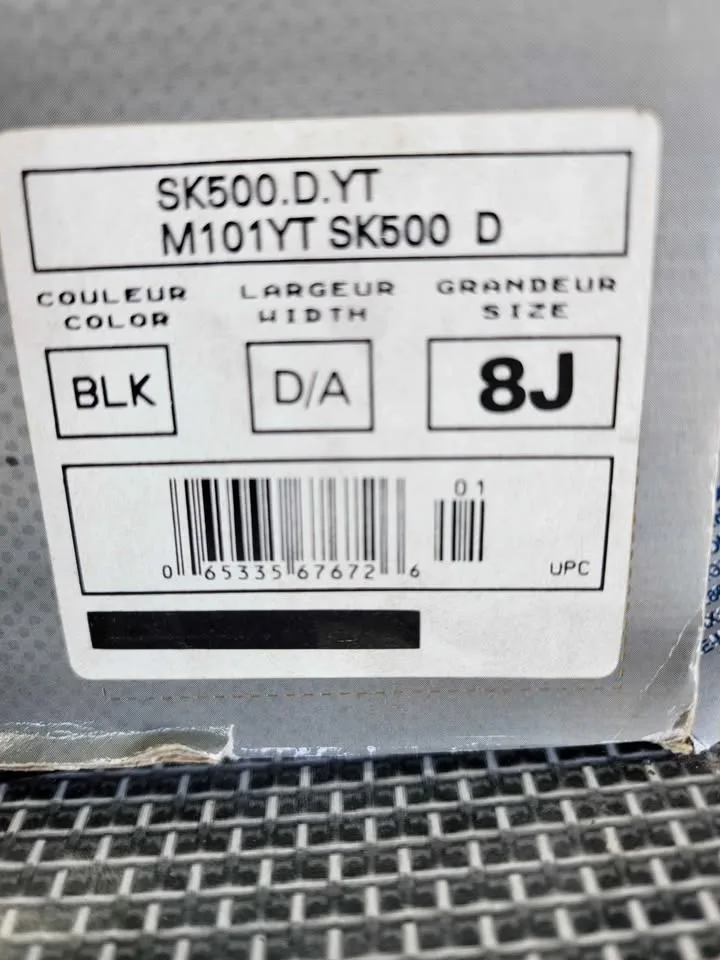 SK500.D.YT
M101YT SK500 D
COULEUR
COLOR
LARGEUR
WIDTH
GRANDEUR
SIZE
BLK
D/A
8J
01
0 65335 67672 6
UPC